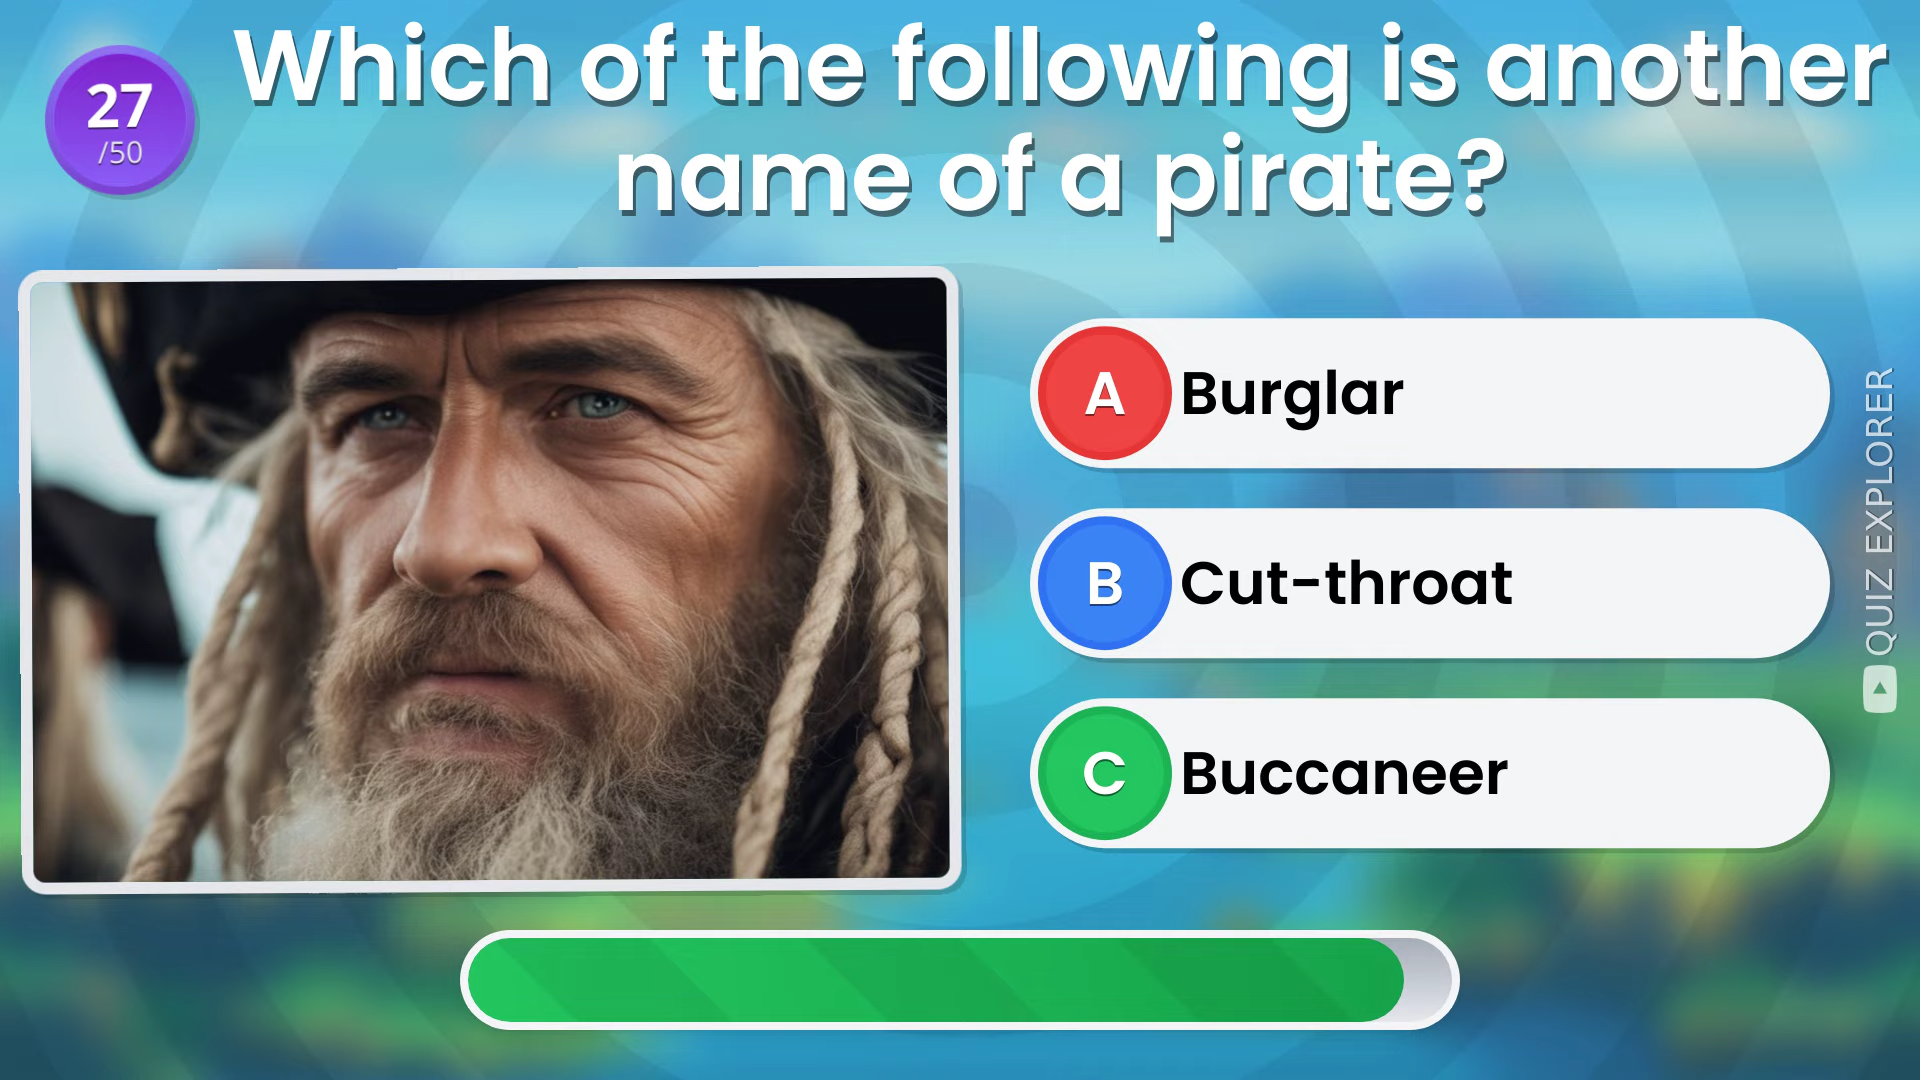 27
/50
Which of the following is another
name of a pirate?
A Burglar
B Cut-throat
C Buccaneer
QUIZ EXPLORER